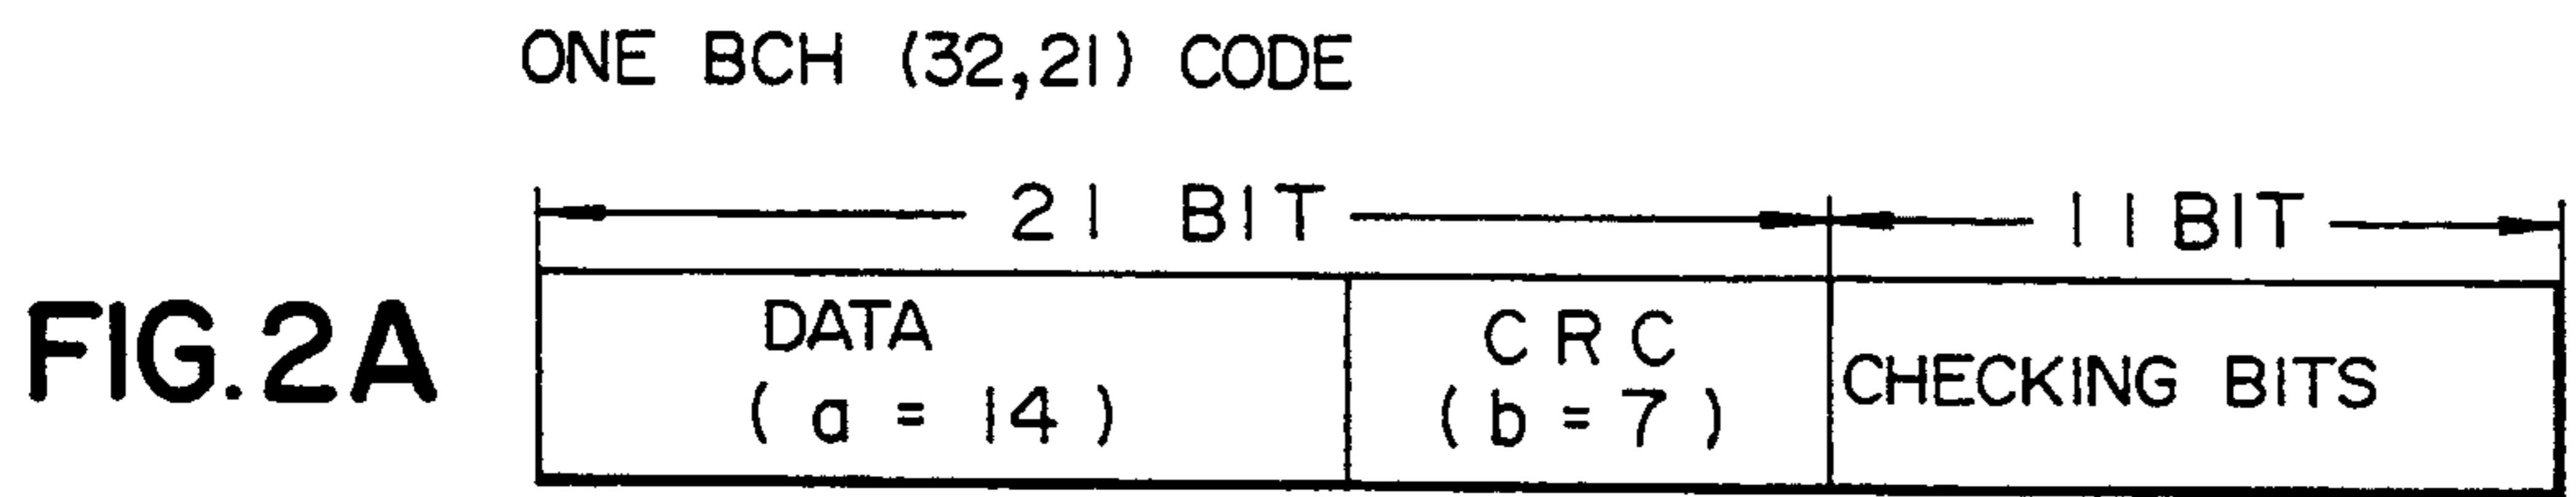 ONE BCH (32,21) CODE
21 BIT 11 BIT
FIG.2A
DATA CRC CHECKING BITS
(a = 14) (b = 7)